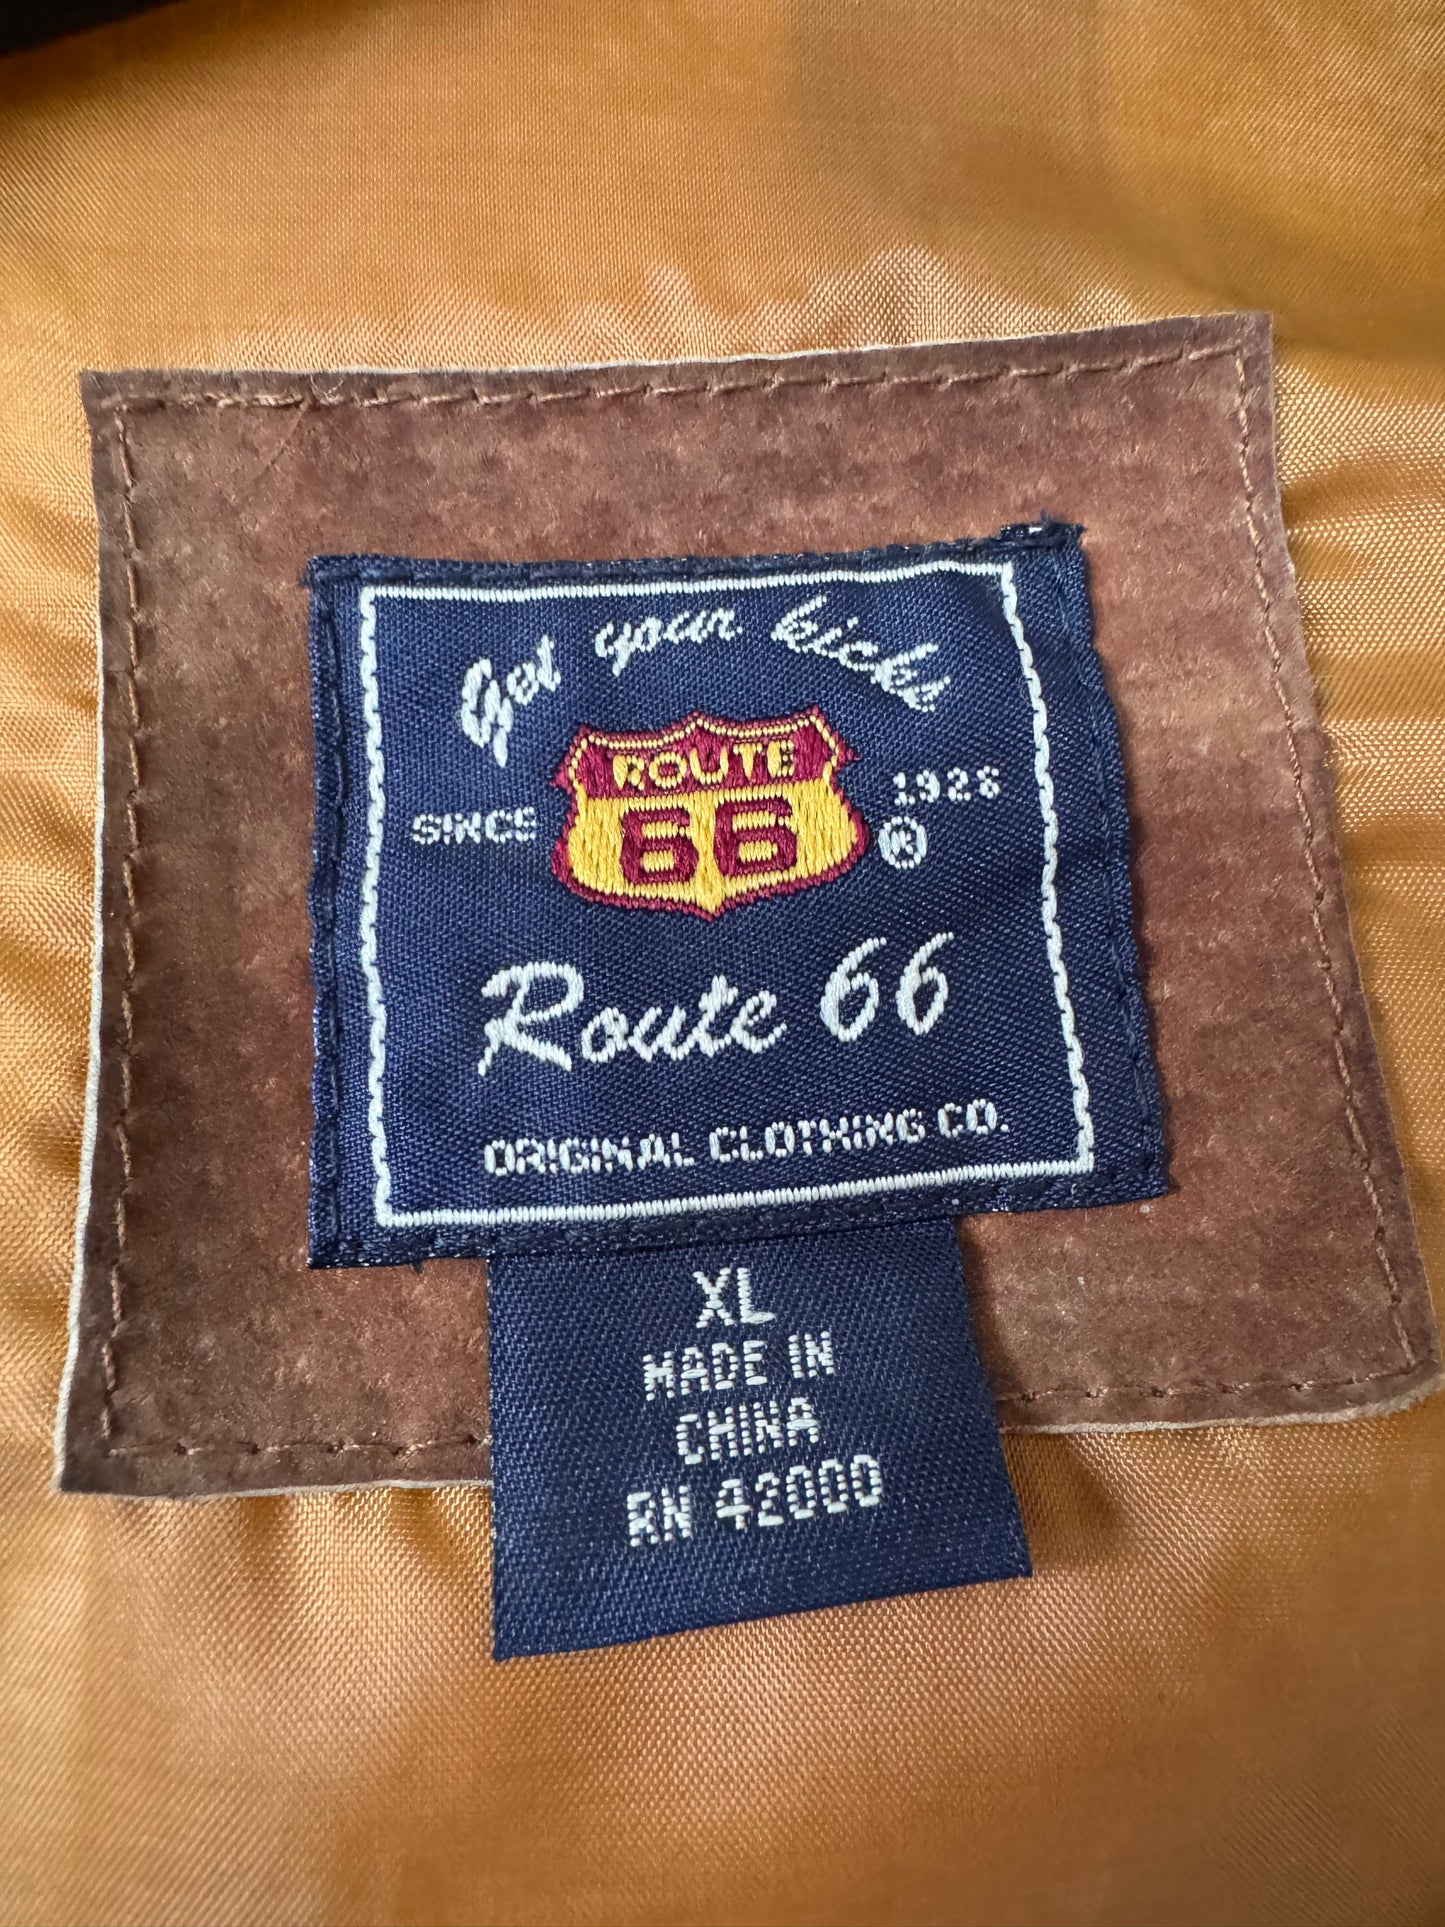 Get your kicks
ROUTE
66
SINCE
1926
®
Route 66
ORIGINAL CLOTHING CO.
XL
MADE IN
CHINA
RN 42000